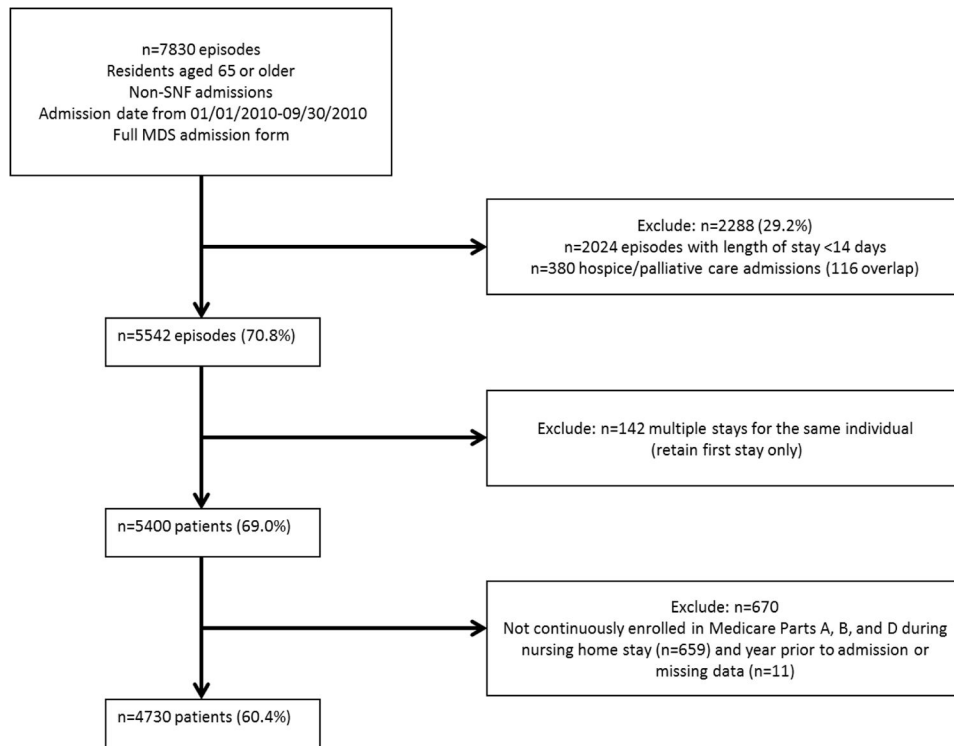 n=7830 episodes
Residents aged 65 or older
Non-SNF admissions
Admission date from 01/01/2010-09/30/2010
Full MDS admission form
Exclude: n=2288 (29.2%)
n=2024 episodes with length of stay <14 days
n=380 hospice/palliative care admissions (116 overlap)
n=5542 episodes (70.8%)
Exclude: n=142 multiple stays for the same individual
(retain first stay only)
n=5400 patients (69.0%)
Exclude: n=670
Not continuously enrolled in Medicare Parts A, B, and D during
nursing home stay (n=659) and year prior to admission or
missing data (n=11)
n=4730 patients (60.4%)